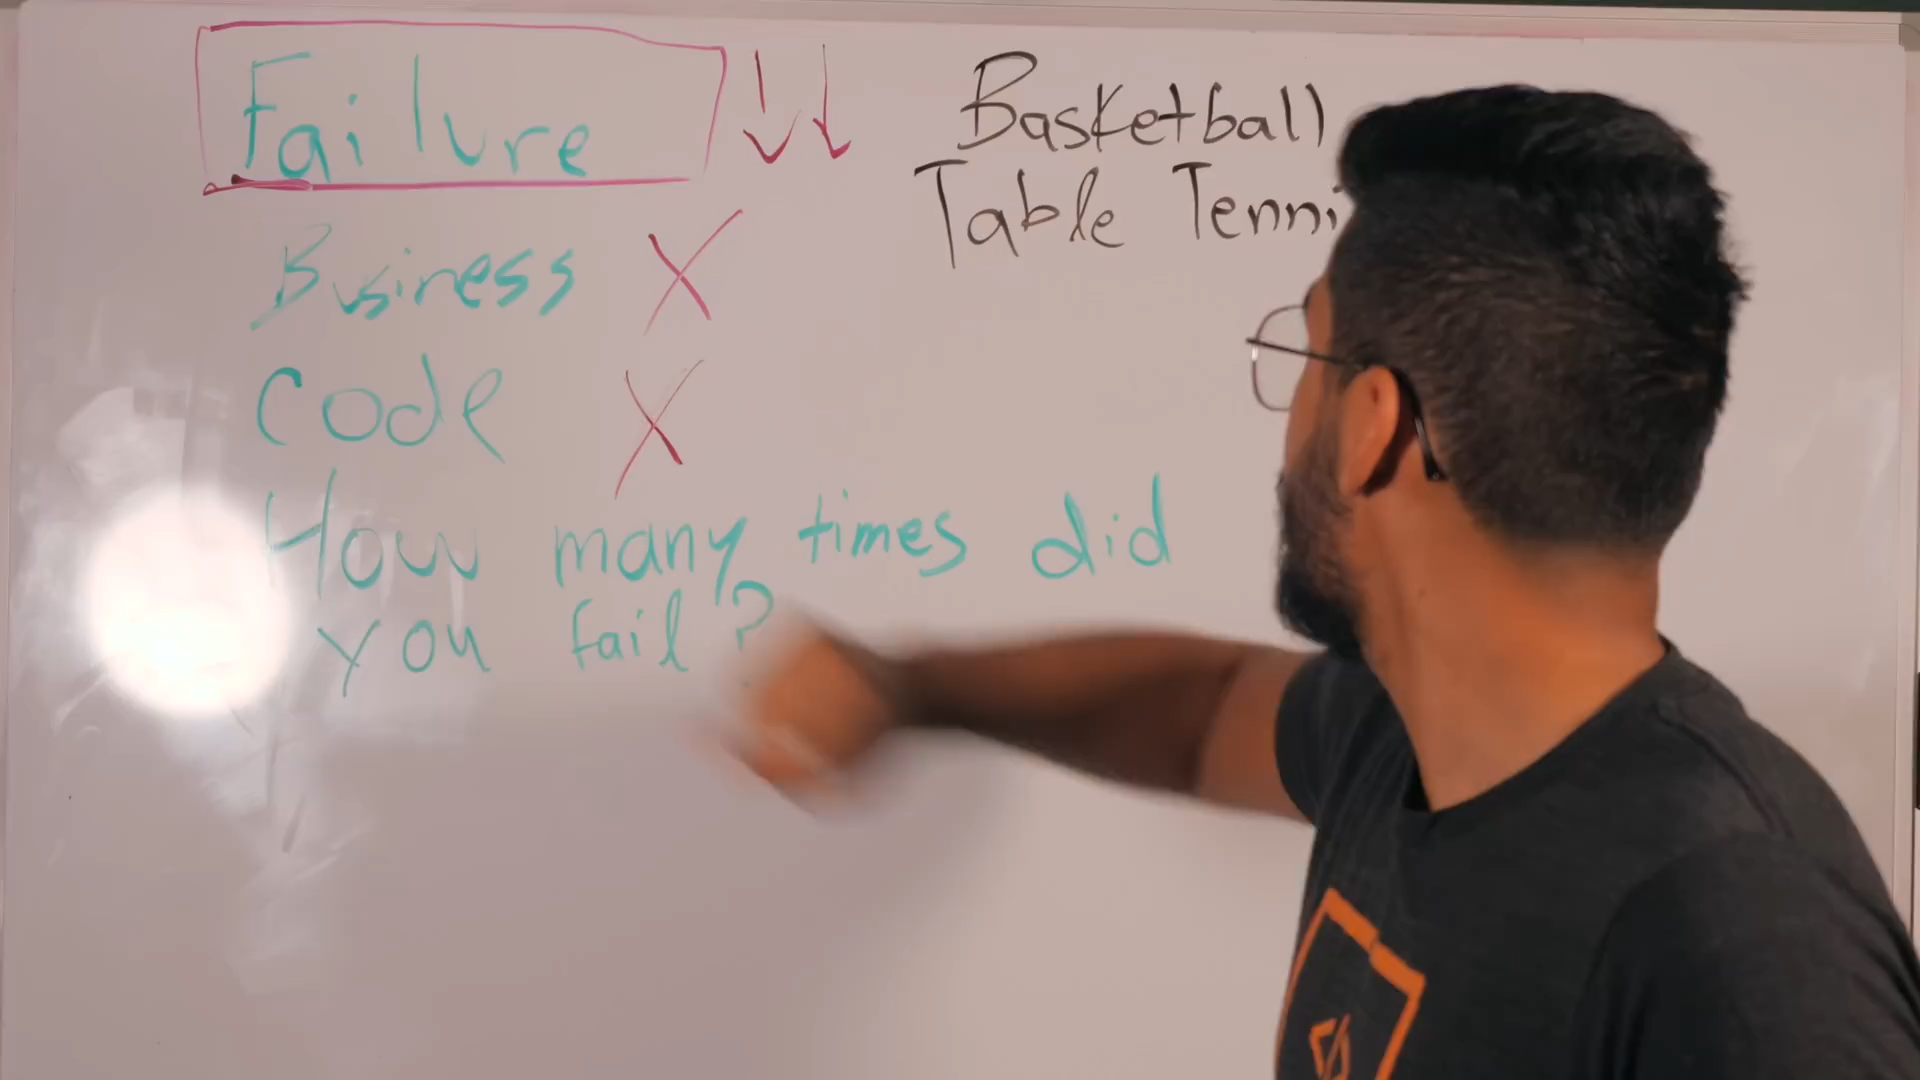 Failure
Business X
Code X
How many times did
you fail?
Basketball
Table Tenni